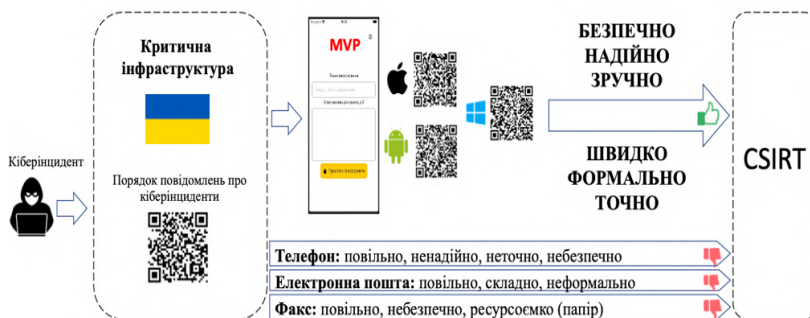 Кіберінцидент
Критична
інфраструктура
Порядок повідомлень про
кіберінциденти
MVP
БЕЗПЕЧНО
НАДІЙНО
ЗРУЧНО
ШВИДКО
ФОРМАЛЬНО
ТОЧНО
CSIRT
Телефон: повільно, ненадійно, неточно, небезпечно
Електронна пошта: повільно, складно, неформально
Факс: повільно, небезпечно, ресурсоємко (папір)